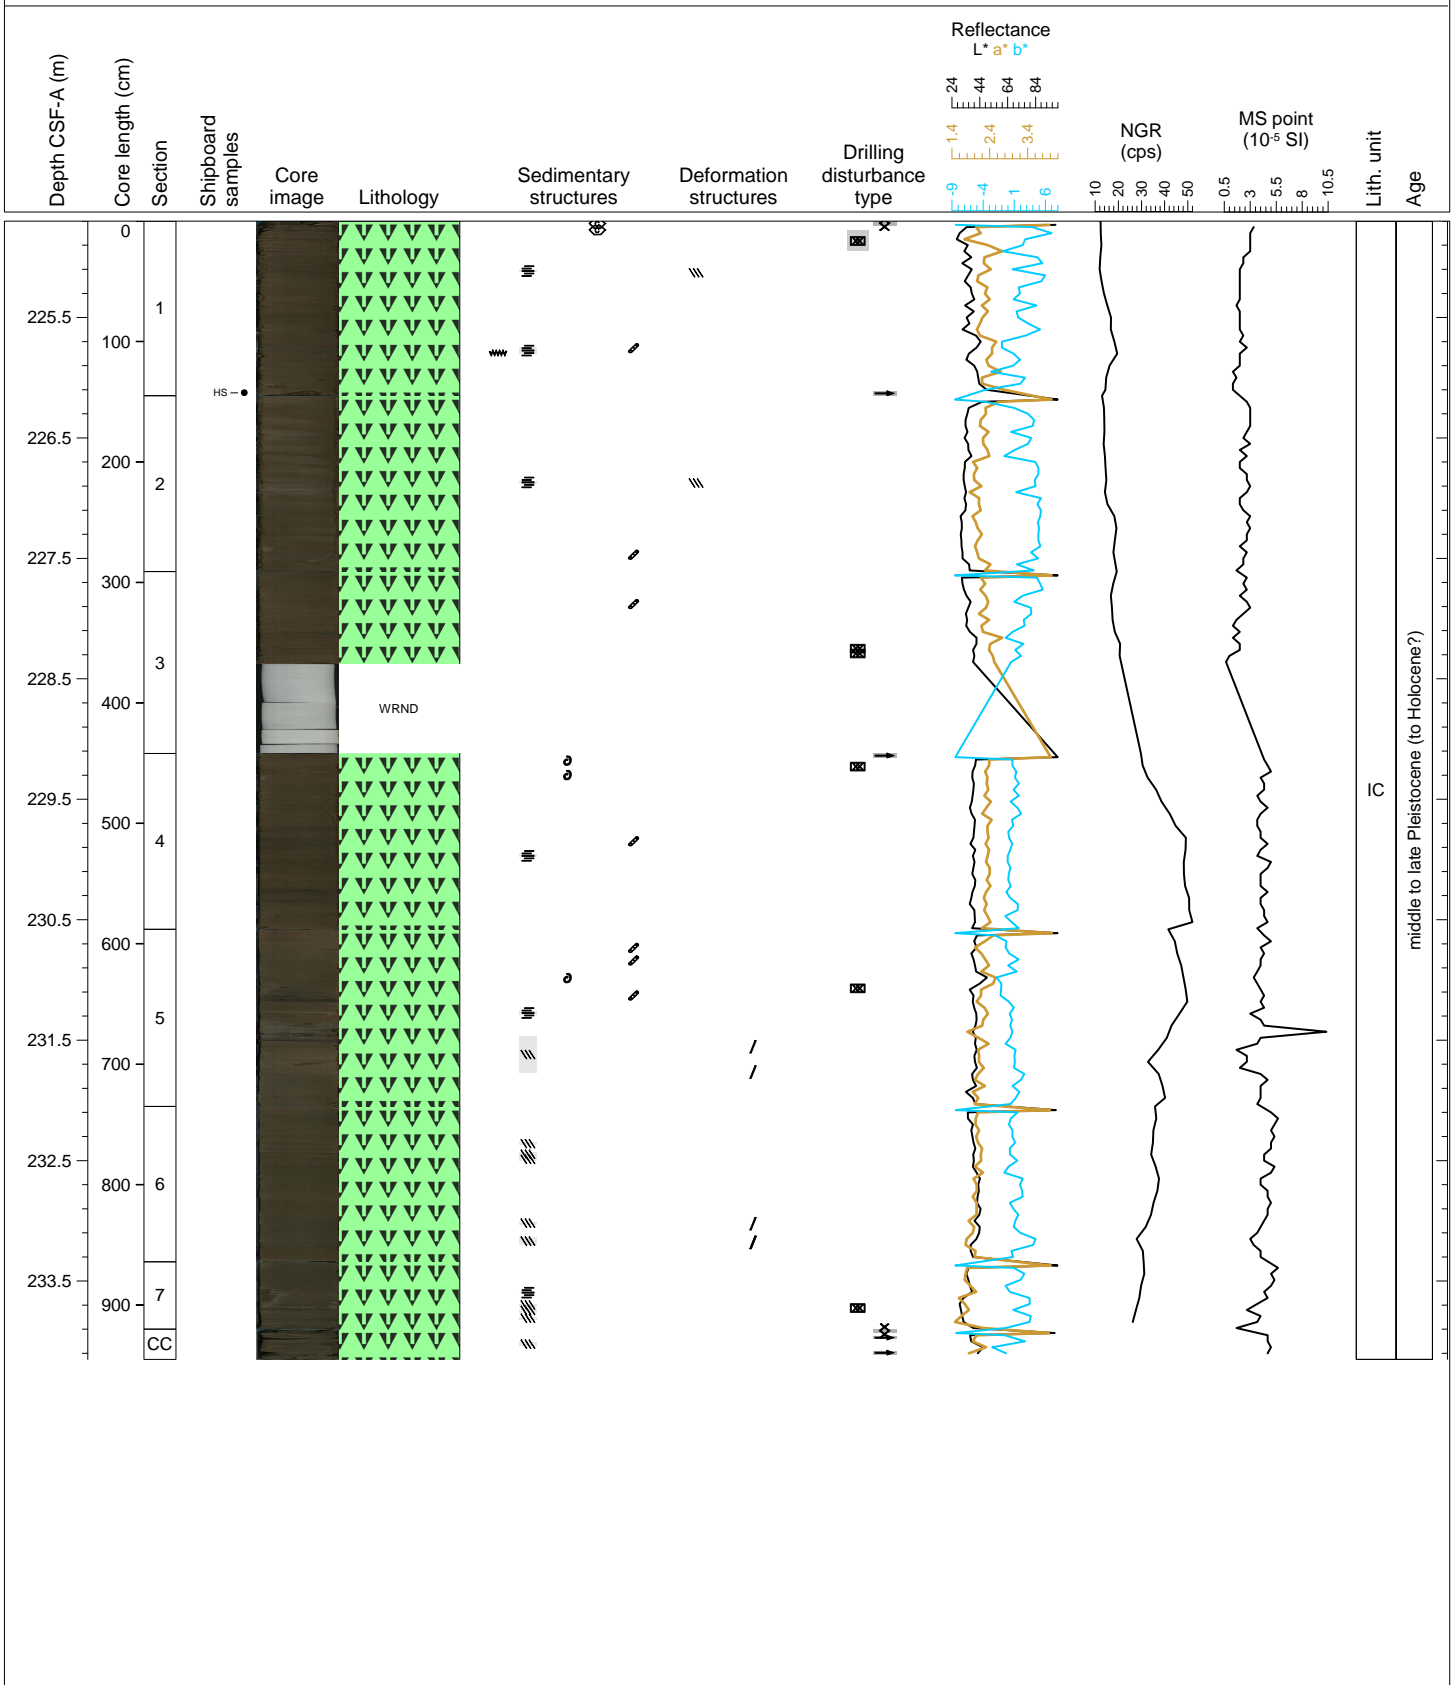 Depth CSF-A (m)
Core length (cm)
Section
Shipboard
samples
Core
image
Lithology
Sedimentary
structures
Deformation
structures
Drilling
disturbance
type
Reflectance
L* a* b*
24 44 64 84
1.4 2.4 3.4
-9 -4 1 6
NGR
(cps)
10 20 30 40 50
MS point
(10⁻⁵ SI)
0.5 3 5.5 8 10.5
Lith. unit
Age
0
1
225.5
100
HS
226.5
200
2
227.5
300
3
228.5
400
WRND
229.5
IC
500
4
230.5
600
5
231.5
700
middle to late Pleistocene (to Holocene?)
232.5
800
6
233.5
7
900
CC